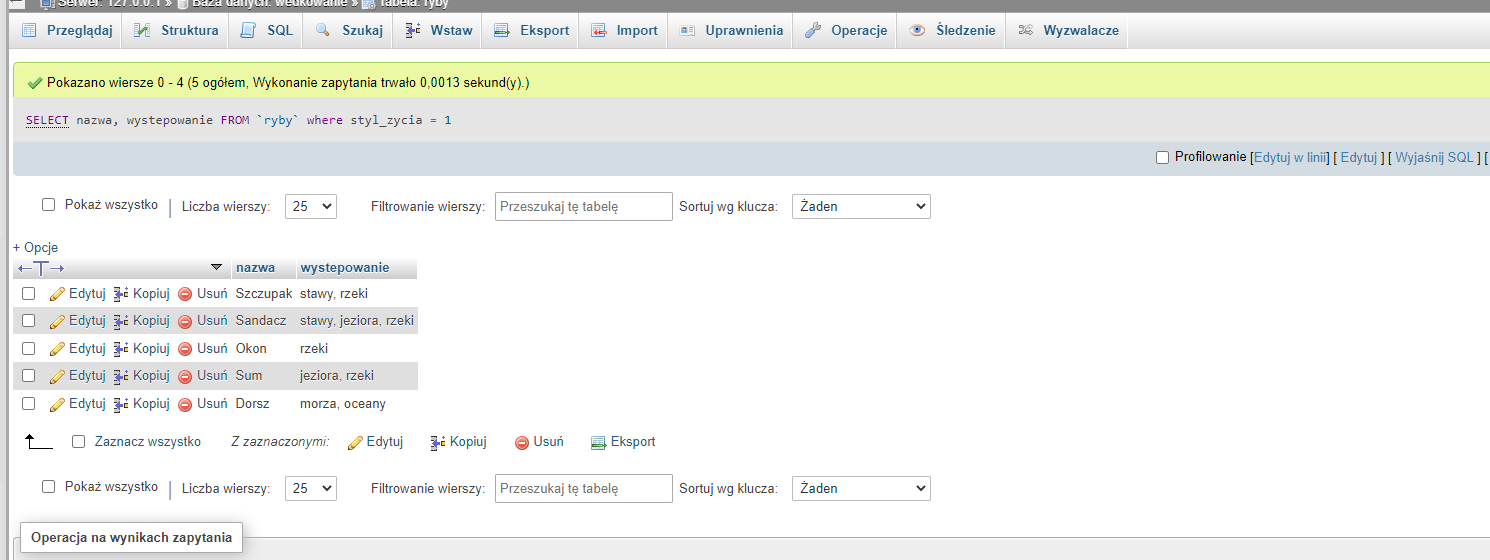 Serwer: 127.0.0.1 » Baza danych: wedkowanie » Tabela: ryby
Przeglądaj Struktura SQL Szukaj Wstaw Eksport Import Uprawnienia Operacje Śledzenie Wyzwalacze
Pokazano wiersze 0 - 4 (5 ogółem, Wykonanie zapytania trwało 0,0013 sekund(y).)
SELECT nazwa, wystepowanie FROM `ryby` where styl_zycia = 1
Profilowanie [Edytuj w linii] [ Edytuj ] [ Wyjaśnij SQL ] [
Pokaż wszystko | Liczba wierszy: 25 Filtrowanie wierszy: Przeszukaj tę tabelę Sortuj wg klucza: Żaden
+ Opcje
←T→ nazwa wystepowanie
Edytuj Kopiuj Usuń Szczupak stawy, rzeki
Edytuj Kopiuj Usuń Sandacz stawy, jeziora, rzeki
Edytuj Kopiuj Usuń Okon rzeki
Edytuj Kopiuj Usuń Sum jeziora, rzeki
Edytuj Kopiuj Usuń Dorsz morza, oceany
Zaznacz wszystko Z zaznaczonymi: Edytuj Kopiuj Usuń Eksport
Pokaż wszystko | Liczba wierszy: 25 Filtrowanie wierszy: Przeszukaj tę tabelę Sortuj wg klucza: Żaden
Operacja na wynikach zapytania